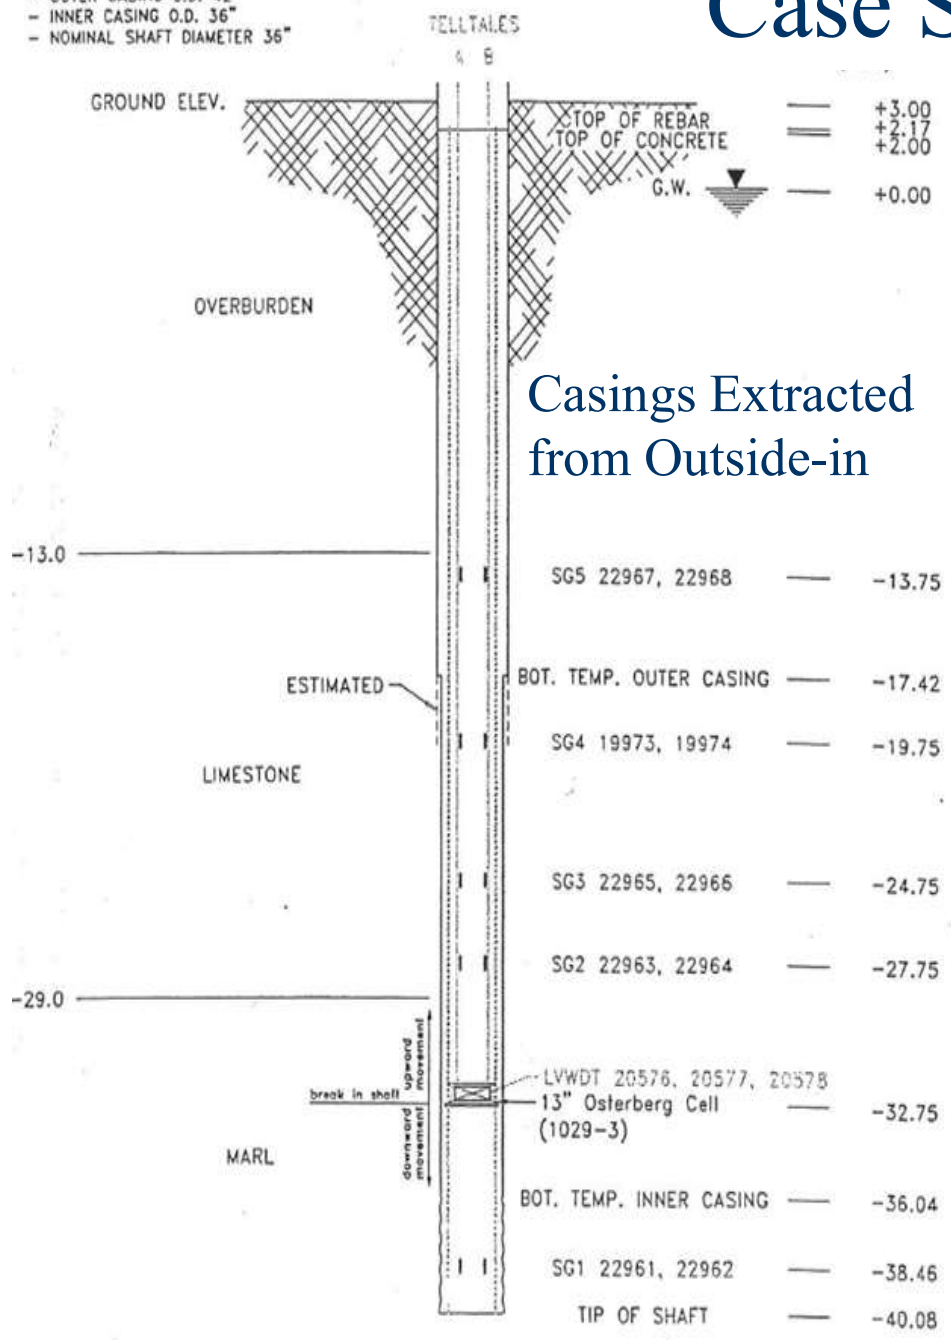 - INNER CASING O.D. 36"
- NOMINAL SHAFT DIAMETER 36"
Case S
TELLTALES
A B
GROUND ELEV.
+3.00
TOP OF REBAR
+2.17
TOP OF CONCRETE
+2.00
G.W.
+0.00
OVERBURDEN
Casings Extracted
from Outside-in
-13.0
SG5 22967, 22968
-13.75
ESTIMATED
BOT. TEMP. OUTER CASING
-17.42
SG4 19973, 19974
-19.75
LIMESTONE
SG3 22965, 22966
-24.75
SG2 22963, 22964
-27.75
-29.0
upward
movement
LVWDT 20576, 20577, 20578
break in shaft
13" Osterberg Cell
(1029-3)
-32.75
downward
movement
MARL
BOT. TEMP. INNER CASING
-36.04
SG1 22961, 22962
-38.46
TIP OF SHAFT
-40.08